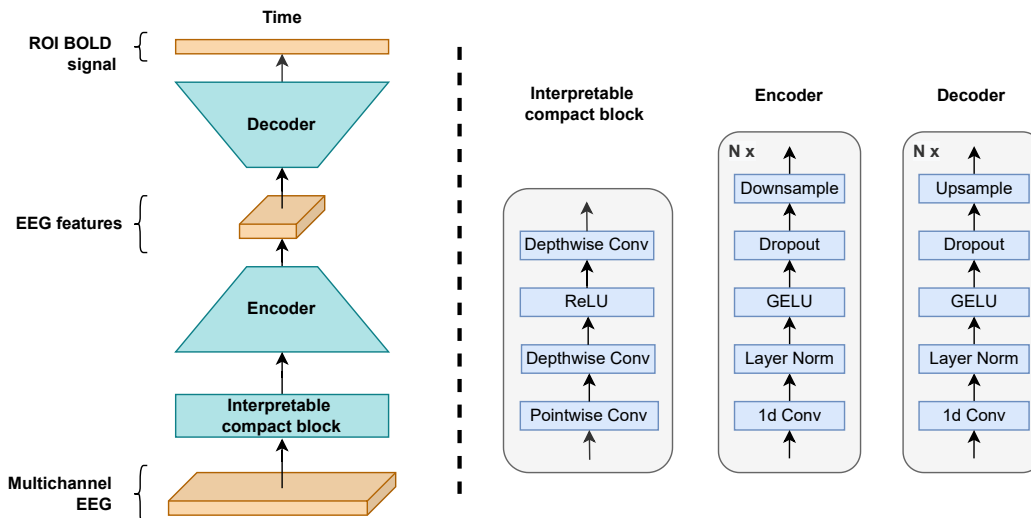 Time
ROI BOLD
signal
Decoder
EEG features
Encoder
Interpretable
compact block
Multichannel
EEG
Interpretable
compact block
Depthwise Conv
ReLU
Depthwise Conv
Pointwise Conv
Encoder
N x
Downsample
Dropout
GELU
Layer Norm
1d Conv
Decoder
N x
Upsample
Dropout
GELU
Layer Norm
1d Conv